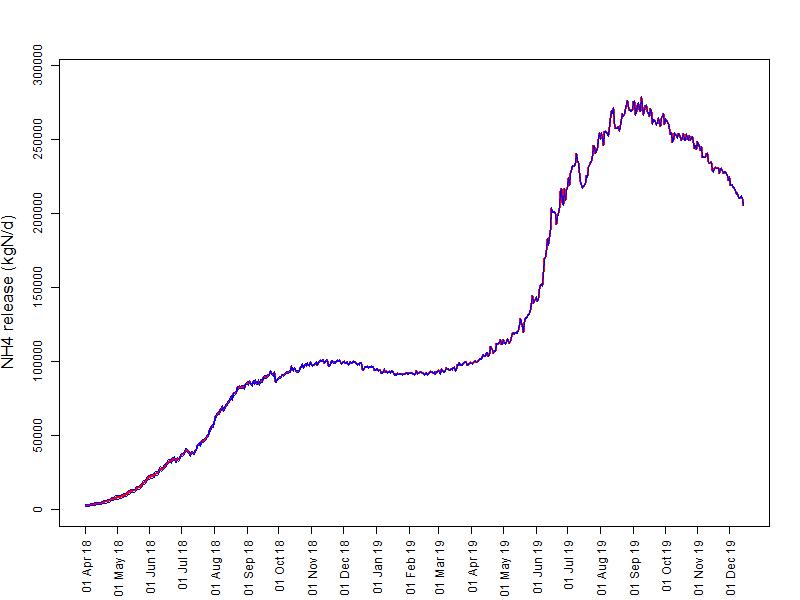 NH4 release (kgN/d)
300000
250000
200000
150000
100000
50000
0
01 Apr 18
01 May 18
01 Jun 18
01 Jul 18
01 Aug 18
01 Sep 18
01 Oct 18
01 Nov 18
01 Dec 18
01 Jan 19
01 Feb 19
01 Mar 19
01 Apr 19
01 May 19
01 Jun 19
01 Jul 19
01 Aug 19
01 Sep 19
01 Oct 19
01 Nov 19
01 Dec 19